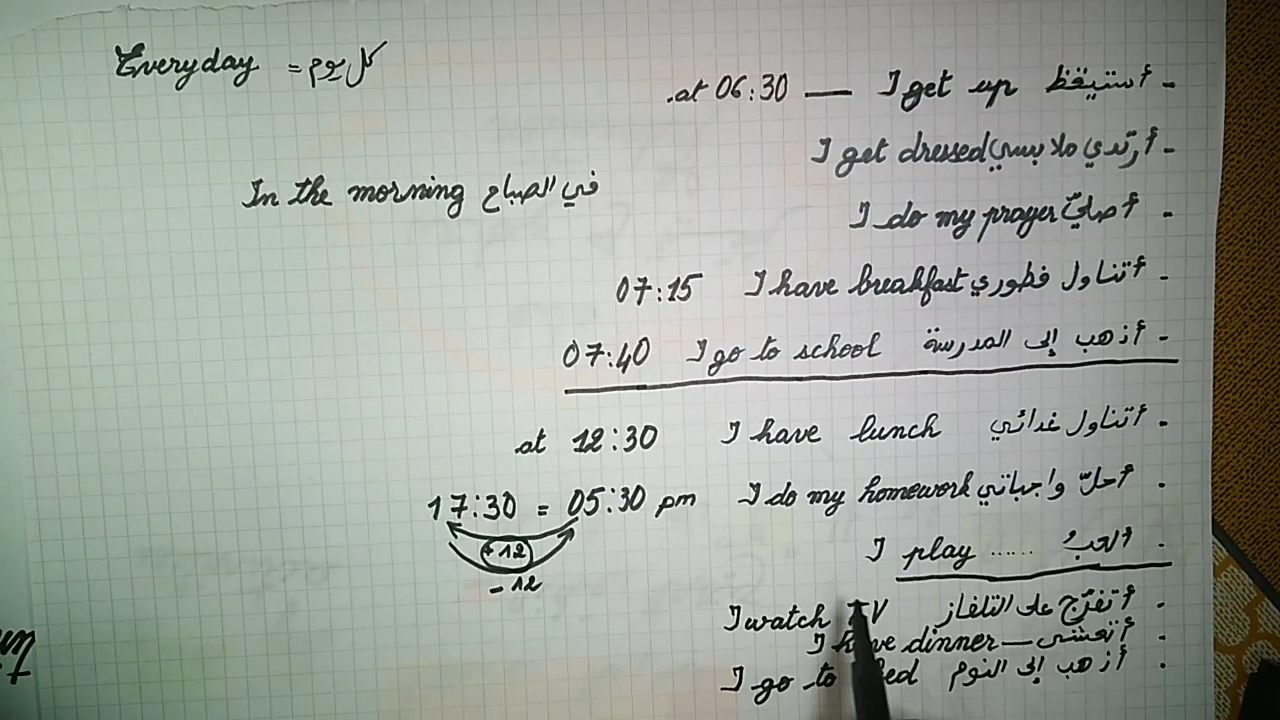 Everyday = كل يوم
- أستيقظ I get up — at 06:30.
- أرتدي ملابسي I get dressed
In the morning في الصباح
- أصليّ I do my prayer
- أتناول فطوري I have breakfast 07:15
- أذهب إلى المدرسة I go to school 07:40
- أتناول غدائي I have lunch at 12:30
- أحلّ واجباتي I do my homework 17:30 = 05:30 pm
+12
- 12
- ألعبُ I play ......
- أتفرّج على التلفاز I watch TV
- أتعشى — I have dinner
- أذهب إلى النوم I go to bed